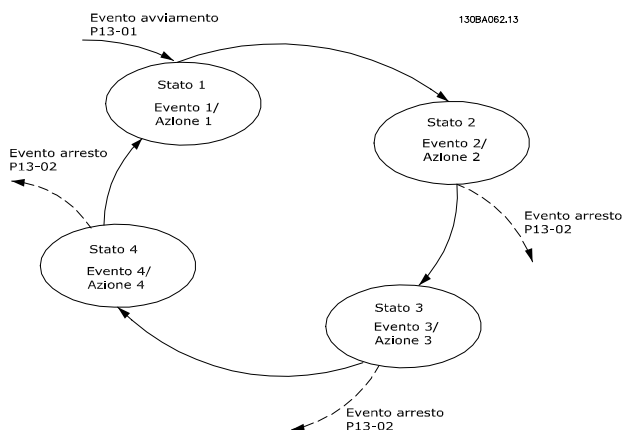 Evento avviamento
P13-01
130BA062.13
Stato 1
Evento 1/
Azione 1
Stato 2
Evento 2/
Azione 2
Evento arresto
P13-02
Evento arresto
P13-02
Stato 4
Evento 4/
Azione 4
Stato 3
Evento 3/
Azione 3
Evento arresto
P13-02